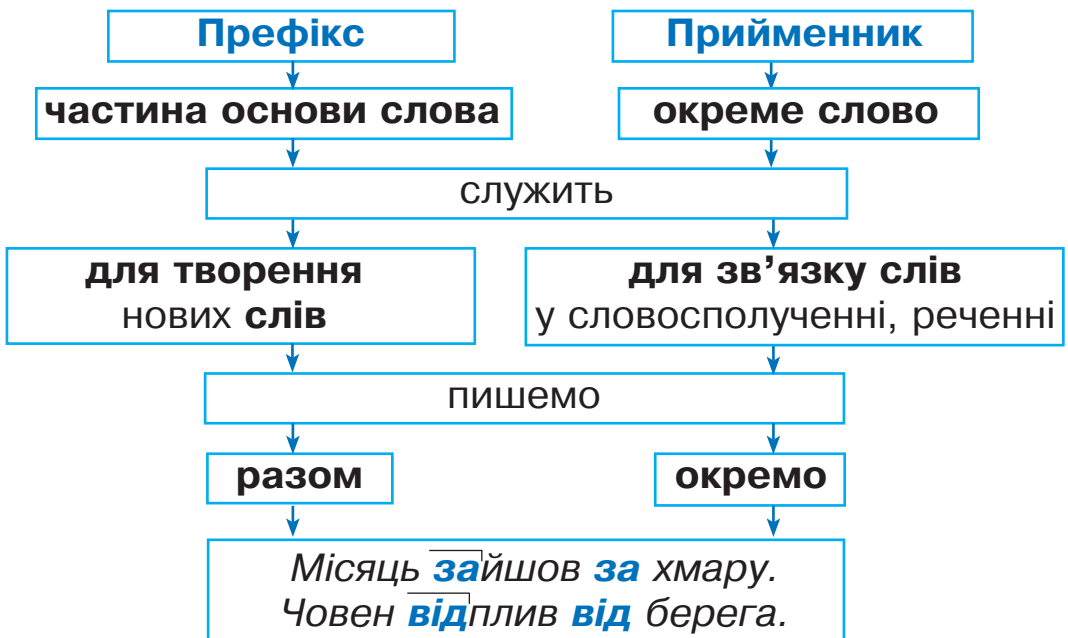 Префікс
Прийменник
частина основи слова
окреме слово
служить
для творення
нових слів
для зв’язку слів
у словосполученні, реченні
пишемо
разом
окремо
Місяць зайшов за хмару.
Човен відплив від берега.